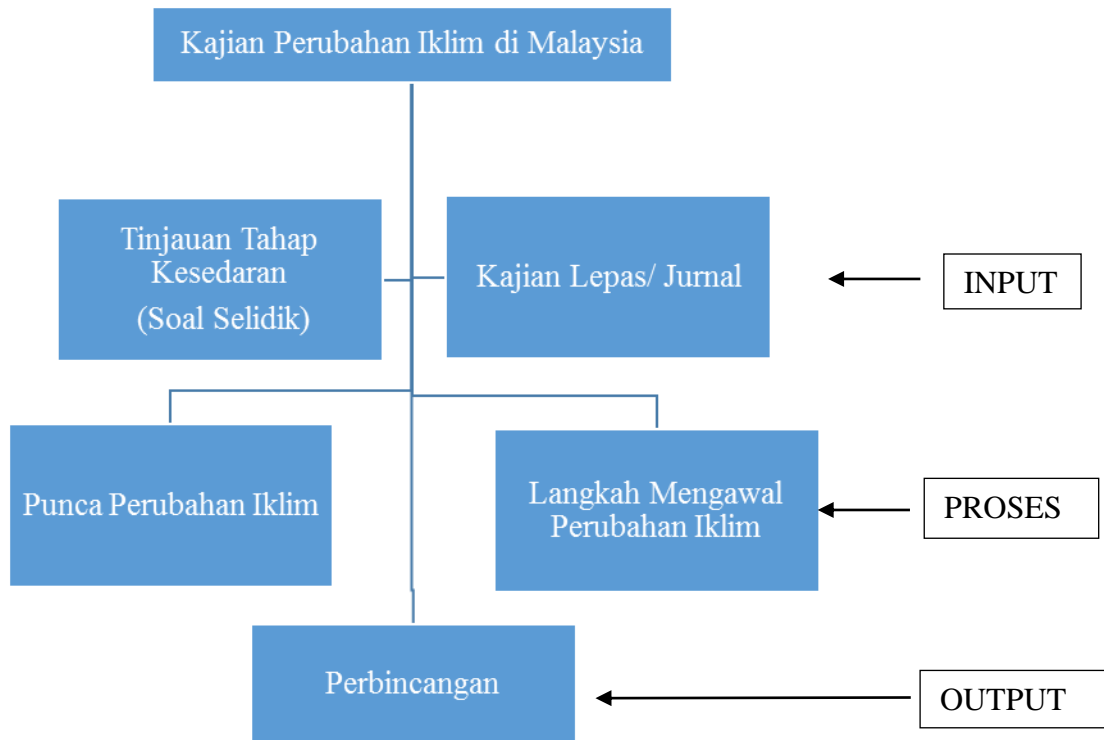 Kajian Perubahan Iklim di Malaysia
Tinjauan Tahap
Kesedaran
(Soal Selidik)
Kajian Lepas/ Jurnal
INPUT
Punca Perubahan Iklim
Langkah Mengawal
Perubahan Iklim
PROSES
Perbincangan
OUTPUT